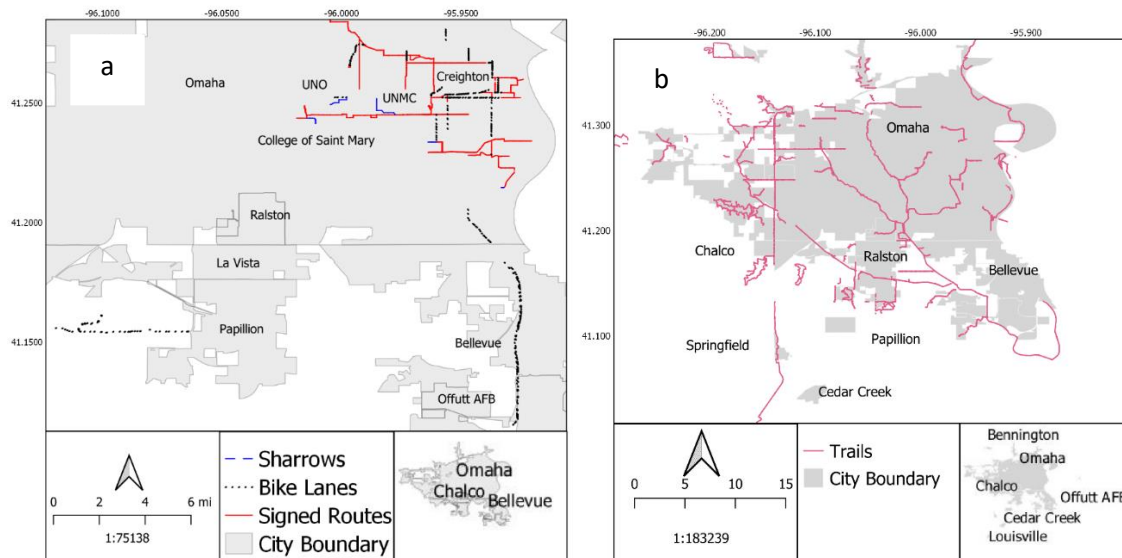 -96.1000 -96.0500 -96.0000 -95.9500
a
Omaha
41.2500
UNO
UNMC
Creighton
College of Saint Mary
41.2000
Ralston
La Vista
41.1500
Papillion
Bellevue
Offutt AFB
0 2 4 6 mi
1:75138
Sharrows
Bike Lanes
Signed Routes
City Boundary
Omaha
Chalco
Bellevue
-96.200 -96.100 -96.000 -95.900
b
41.300
Omaha
41.200
Chalco
Ralston
Bellevue
41.100
Springfield
Papillion
Cedar Creek
0 5 10 15
1:183239
Trails
City Boundary
Bennington
Omaha
Chalco
Offutt AFB
Cedar Creek
Louisville